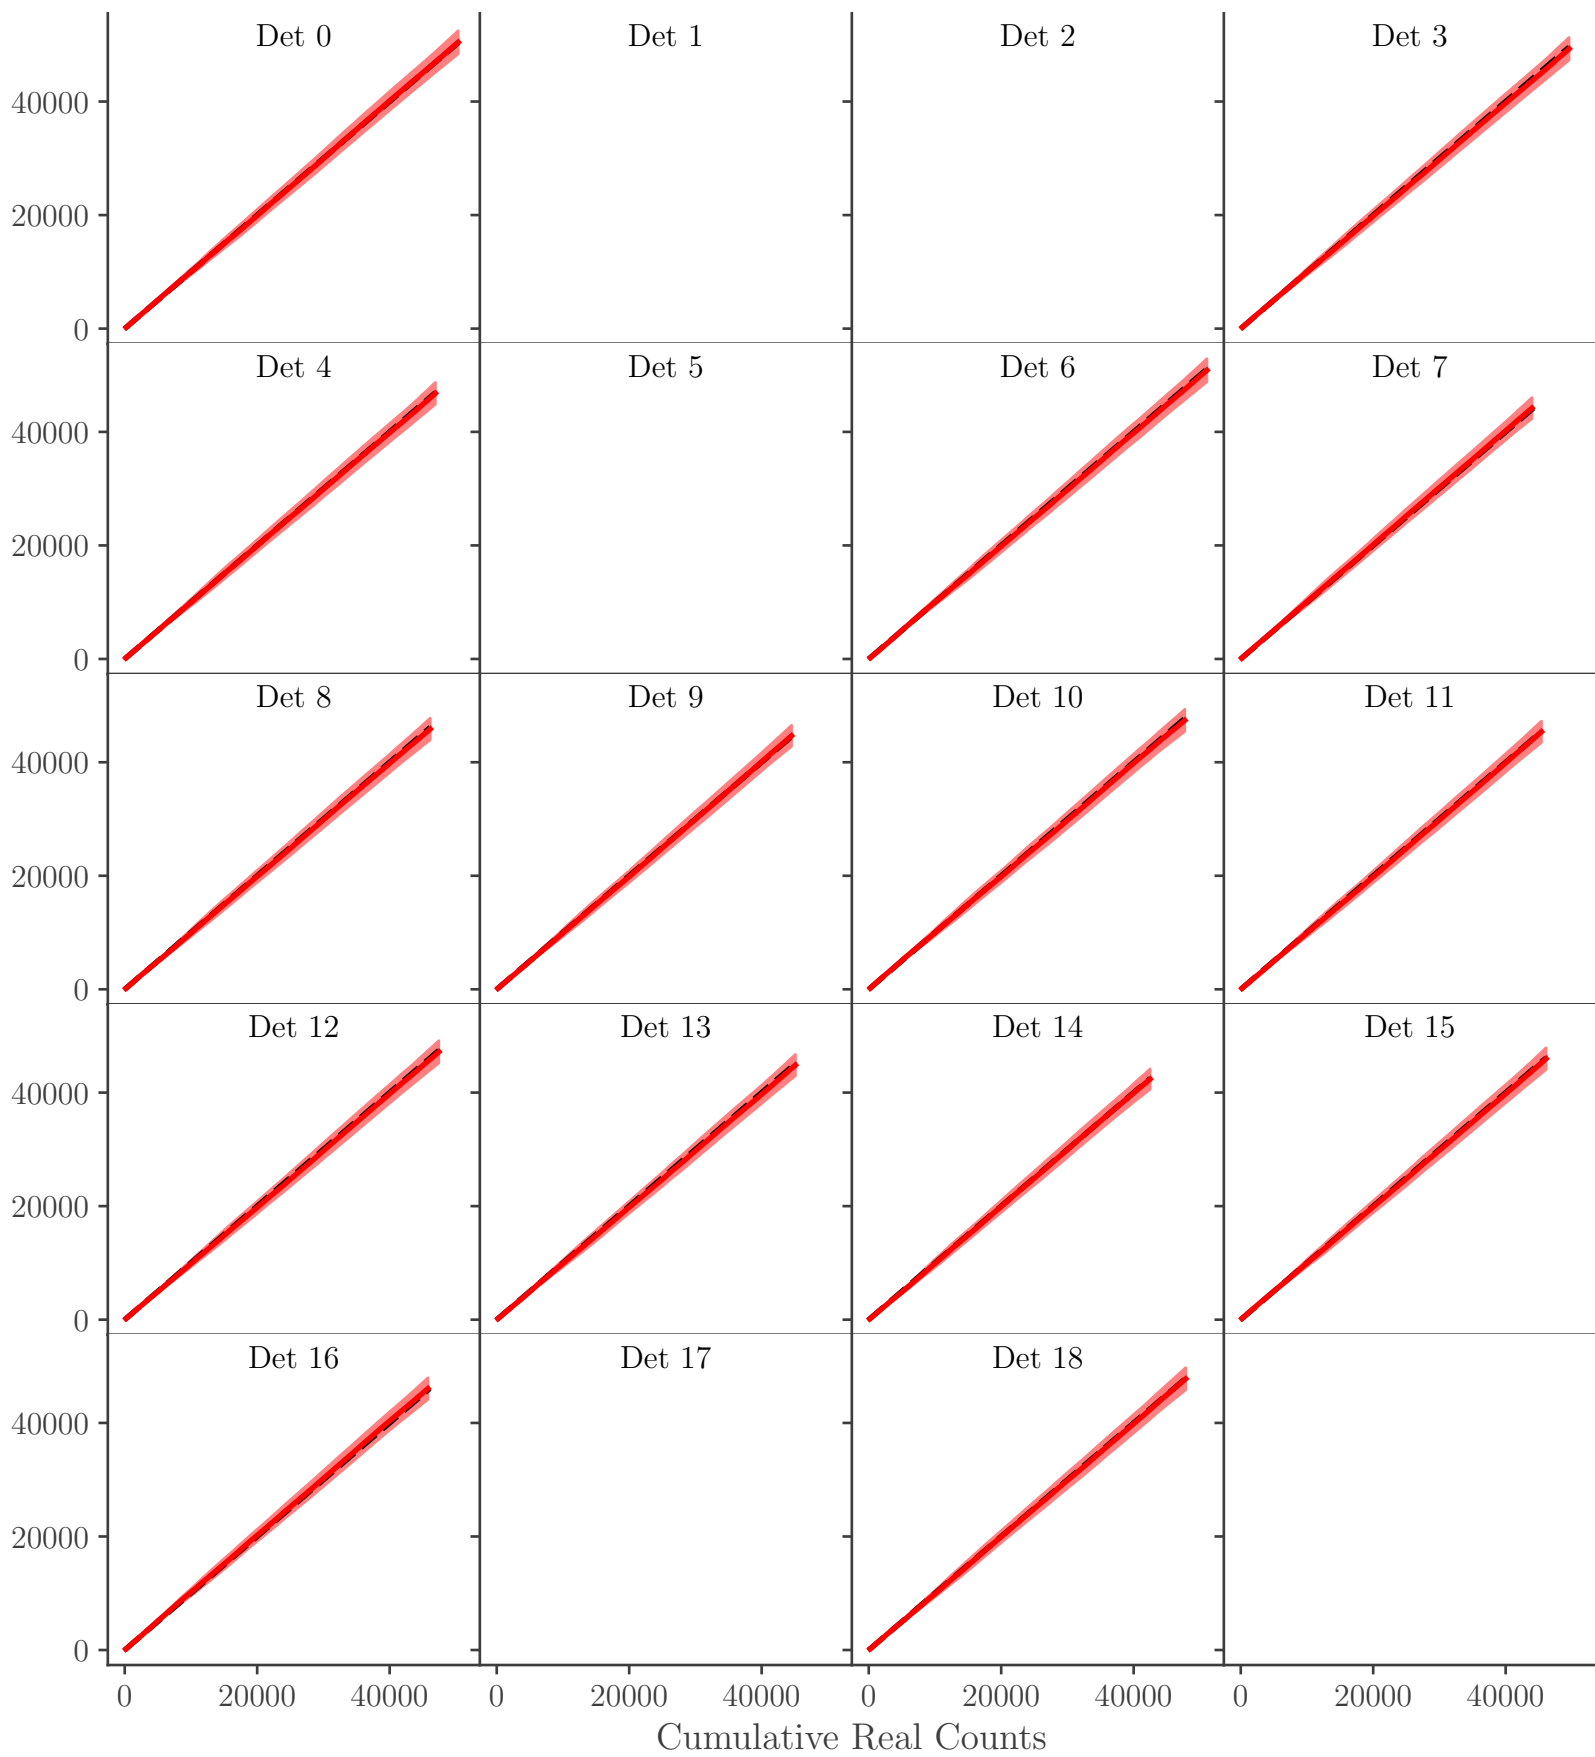 Det 0 Det 1 Det 2 Det 3
40000
20000
0
Det 4 Det 5 Det 6 Det 7
40000
20000
0
Det 8 Det 9 Det 10 Det 11
40000
20000
0
Det 12 Det 13 Det 14 Det 15
40000
20000
0
Det 16 Det 17 Det 18
40000
20000
0
0 20000 40000 0 20000 40000 0 20000 40000 0 20000 40000
Cumulative Real Counts